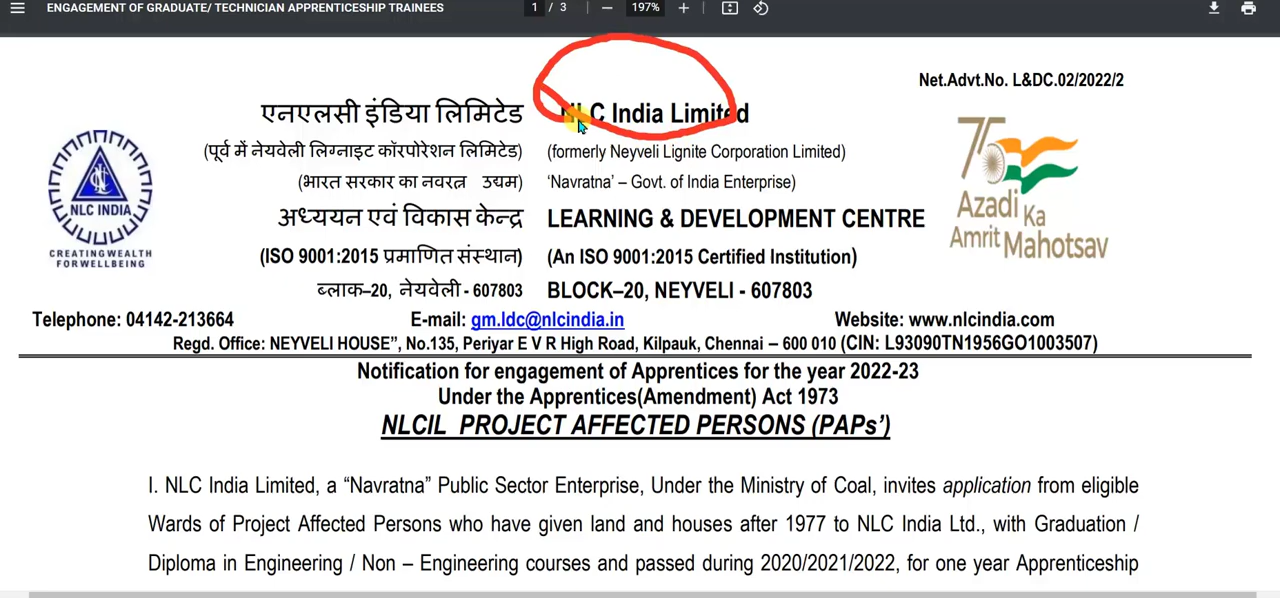 ENGAGEMENT OF GRADUATE/ TECHNICIAN APPRENTICESHIP TRAINEES
1 / 3
197%
Net.Advt.No. L&DC.02/2022/2
एनएलसी इंडिया लिमिटेड NLC India Limited
(पूर्व में नेयवेली लिग्नाइट कॉरपोरेशन लिमिटेड) (formerly Neyveli Lignite Corporation Limited)
(भारत सरकार का नवरत्न उद्यम) ‘Navratna’ – Govt. of India Enterprise)
अध्ययन एवं विकास केन्द्र LEARNING & DEVELOPMENT CENTRE
(ISO 9001:2015 प्रमाणित संस्थान) (An ISO 9001:2015 Certified Institution)
ब्लाक–20, नेयवेली - 607803 BLOCK–20, NEYVELI - 607803
NLC INDIA
CREATING WEALTH
FOR WELLBEING
75
Azadi Ka
Amrit Mahotsav
Telephone: 04142-213664 E-mail: gm.ldc@nlcindia.in Website: www.nlcindia.com
Regd. Office: NEYVELI HOUSE”, No.135, Periyar E V R High Road, Kilpauk, Chennai – 600 010 (CIN: L93090TN1956GO1003507)
Notification for engagement of Apprentices for the year 2022-23
Under the Apprentices(Amendment) Act 1973
NLCIL PROJECT AFFECTED PERSONS (PAPs’)
I. NLC India Limited, a “Navratna” Public Sector Enterprise, Under the Ministry of Coal, invites application from eligible
Wards of Project Affected Persons who have given land and houses after 1977 to NLC India Ltd., with Graduation /
Diploma in Engineering / Non – Engineering courses and passed during 2020/2021/2022, for one year Apprenticeship